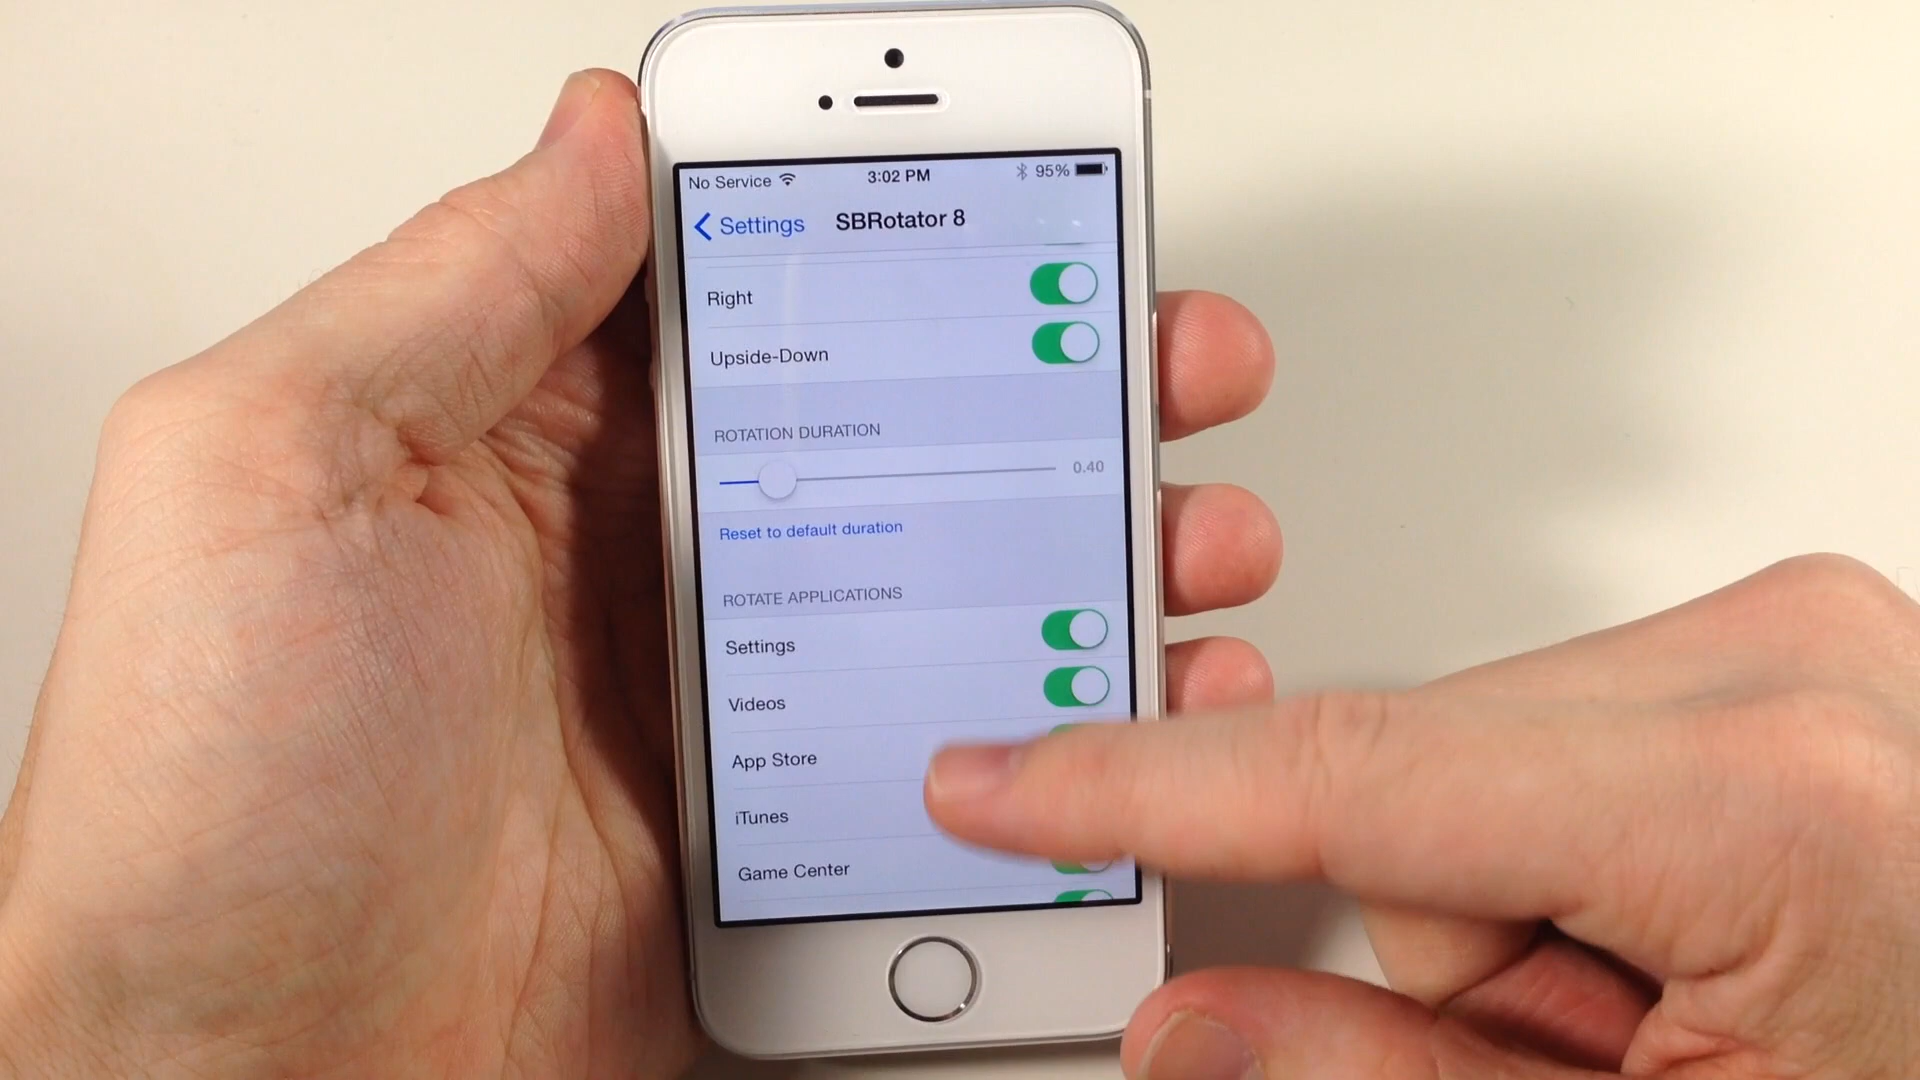 No Service 3:02 PM 95%
Settings SBRotator 8
Right
Upside-Down
ROTATION DURATION
0.40
Reset to default duration
ROTATE APPLICATIONS
Settings
Videos
App Store
iTunes
Game Center